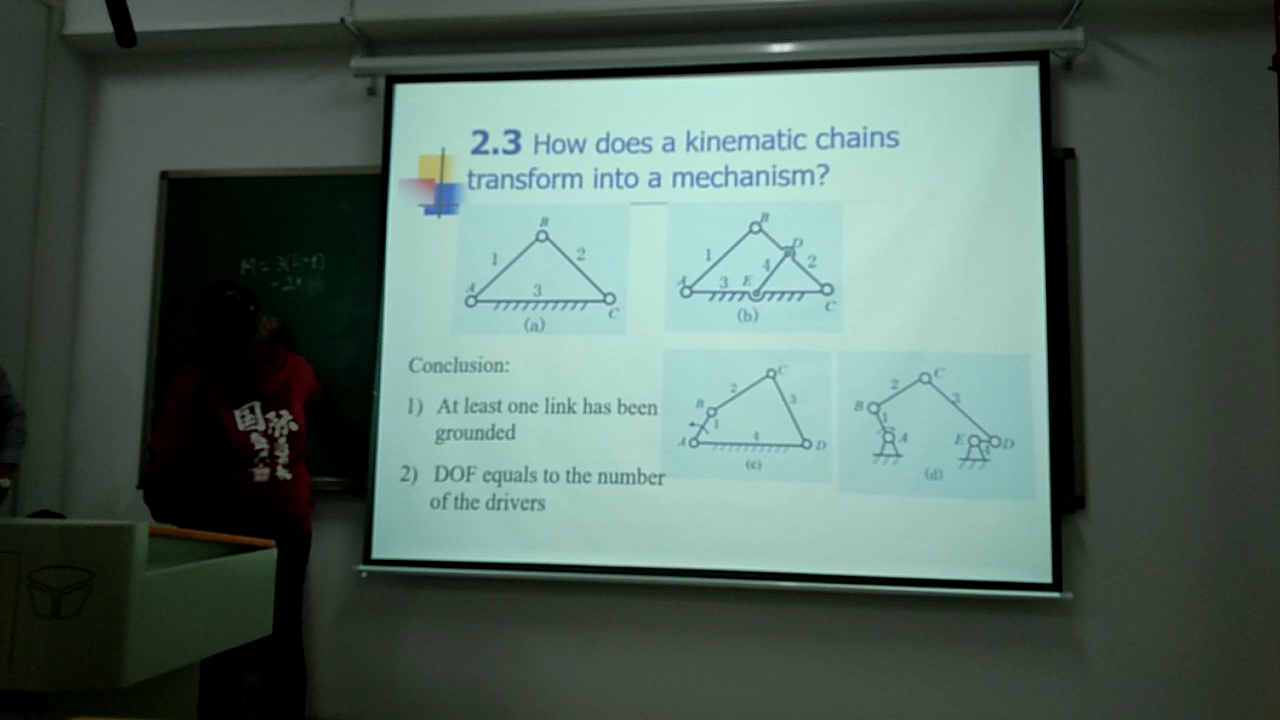 2.3 How does a kinematic chains
transform into a mechanism?
B
1
2
A
3
C
(a)
B
D
1
4
2
A
3
E
C
(b)
Conclusion:
1) At least one link has been
grounded
2) DOF equals to the number
of the drivers
C
2
B
3
1
A
4
D
(c)
C
2
B
3
1
A
E
D
(d)
国际